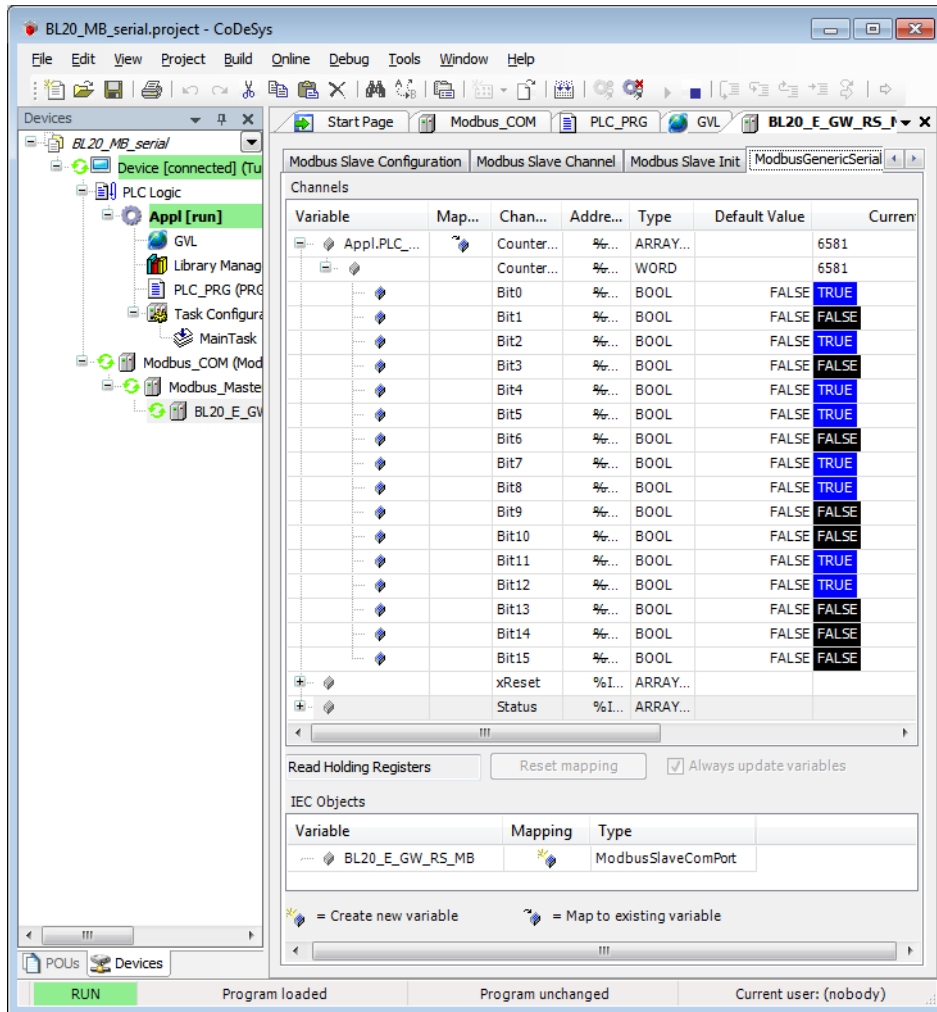 BL20_MB_serial.project - CoDeSys
File Edit View Project Build Online Debug Tools Window Help
Devices
BL20_MB_serial
Device [connected] (Tu
PLC Logic
Appl [run]
GVL
Library Manag
PLC_PRG (PRG
Task Configura
MainTask
Modbus_COM (Mod
Modbus_Maste
BL20_E_GW
POUs Devices
Start Page Modbus_COM PLC_PRG GVL BL20_E_GW_RS_M
Modbus Slave Configuration Modbus Slave Channel Modbus Slave Init ModbusGenericSerial
Channels
Variable Map... Chan... Addre... Type Default Value Current
Appl.PLC_... Counter... %... ARRAY... 6581
Counter... %... WORD 6581
Bit0 %... BOOL FALSE TRUE
Bit1 %... BOOL FALSE FALSE
Bit2 %... BOOL FALSE TRUE
Bit3 %... BOOL FALSE FALSE
Bit4 %... BOOL FALSE TRUE
Bit5 %... BOOL FALSE TRUE
Bit6 %... BOOL FALSE FALSE
Bit7 %... BOOL FALSE TRUE
Bit8 %... BOOL FALSE TRUE
Bit9 %... BOOL FALSE FALSE
Bit10 %... BOOL FALSE FALSE
Bit11 %... BOOL FALSE TRUE
Bit12 %... BOOL FALSE TRUE
Bit13 %... BOOL FALSE FALSE
Bit14 %... BOOL FALSE FALSE
Bit15 %... BOOL FALSE FALSE
xReset %I... ARRAY...
Status %I... ARRAY...
Read Holding Registers Reset mapping Always update variables
IEC Objects
Variable Mapping Type
BL20_E_GW_RS_MB ModbusSlaveComPort
= Create new variable = Map to existing variable
RUN Program loaded Program unchanged Current user: (nobody)